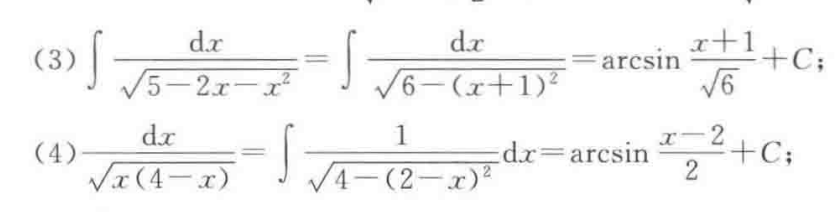 (3) ∫ dx/√(5−2x−x²) = ∫ dx/√(6−(x+1)²) = arcsin (x+1)/√6 + C;
(4) dx/√(x(4−x)) = ∫ 1/√(4−(2−x)²) dx = arcsin (x−2)/2 + C;